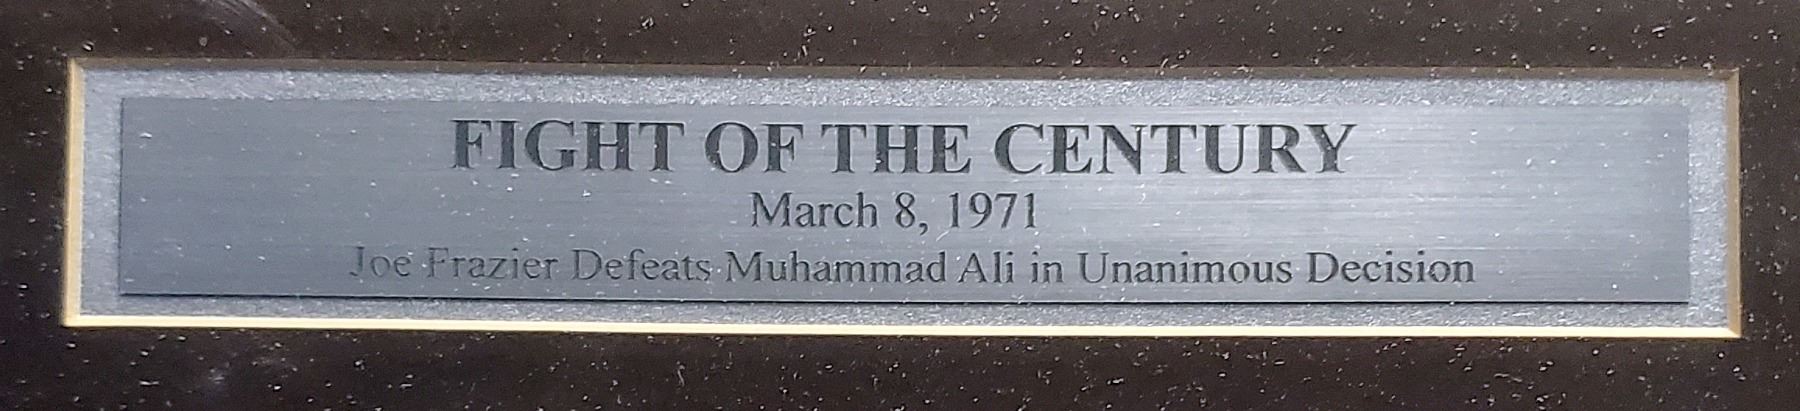 FIGHT OF THE CENTURY
March 8, 1971
Joe Frazier Defeats Muhammad Ali in Unanimous Decision